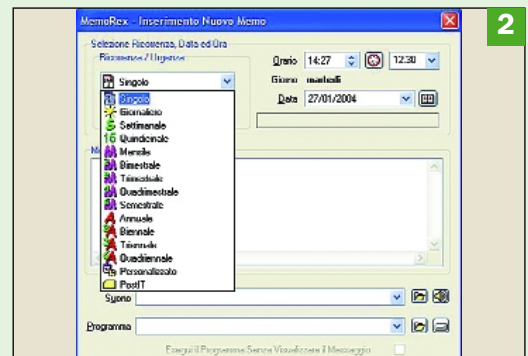 MemoRex - Inserimento Nuovo Memo
2
Selezione Ricorrenza, Data ed Ora
Ricorrenza / Urgenza
Orario 14:27 12.30
Singolo
Giorno martedì
Data 27/01/2004
Singolo
Giornaliero
Settimanale
15 Quindicinale
Mensile
Bimestrale
Trimestrale
Quadrimestrale
Semestrale
Annuale
Biennale
Triennale
Quadriennale
Personalizzato
PostIT
Suono
Programma
Esegui il Programma Senza Visualizzare il Messaggio